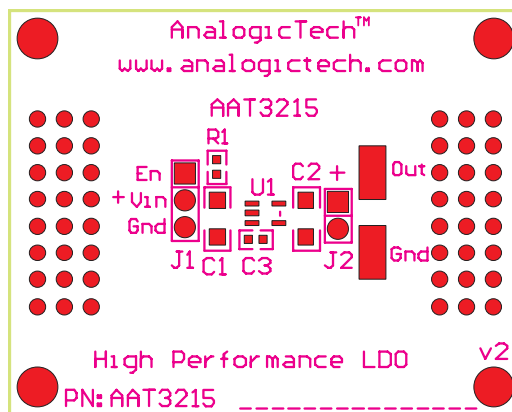 AnalogicTech™
www.analogictech.com
AAT3215
R1
En
C2 +
U1
Out
+ Vin
Gnd
J1
C1
C3
J2
Gnd
High Performance LDO
v2
PN: AAT3215 _______________